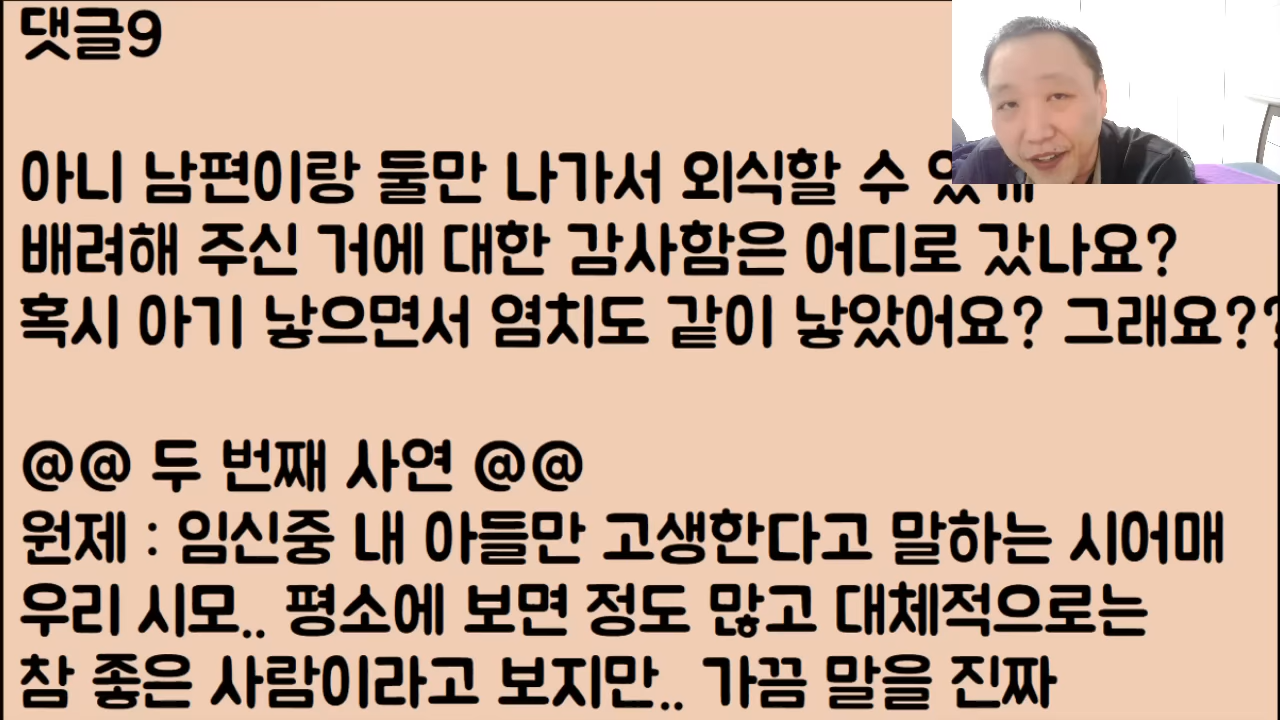 댓글9
아니 남편이랑 둘만 나가서 외식할 수
배려해 주신 거에 대한 감사함은 어디로 갔나요?
혹시 아기 낳으면서 염치도 같이 낳았어요? 그래요??
@@ 두 번째 사연 @@
원제 : 임신중 내 아들만 고생한다고 말하는 시어매
우리 시모.. 평소에 보면 정도 많고 대체적으로는
참 좋은 사람이라고 보지만.. 가끔 말을 진짜